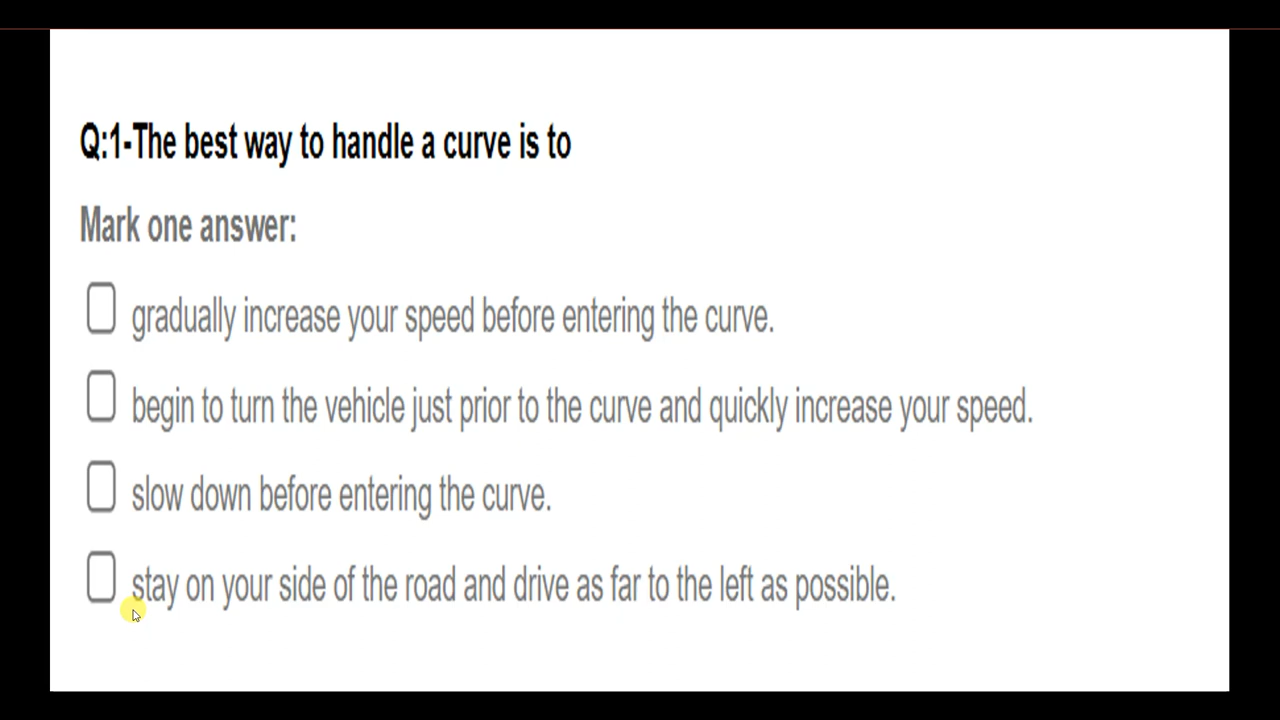 Q:1-The best way to handle a curve is to
Mark one answer:
gradually increase your speed before entering the curve.
begin to turn the vehicle just prior to the curve and quickly increase your speed.
slow down before entering the curve.
stay on your side of the road and drive as far to the left as possible.